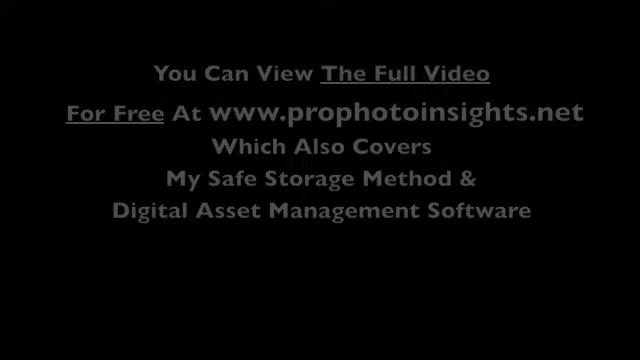 You Can View The Full Video
For Free At www.prophotoinsights.net
Which Also Covers
My Safe Storage Method &
Digital Asset Management Software